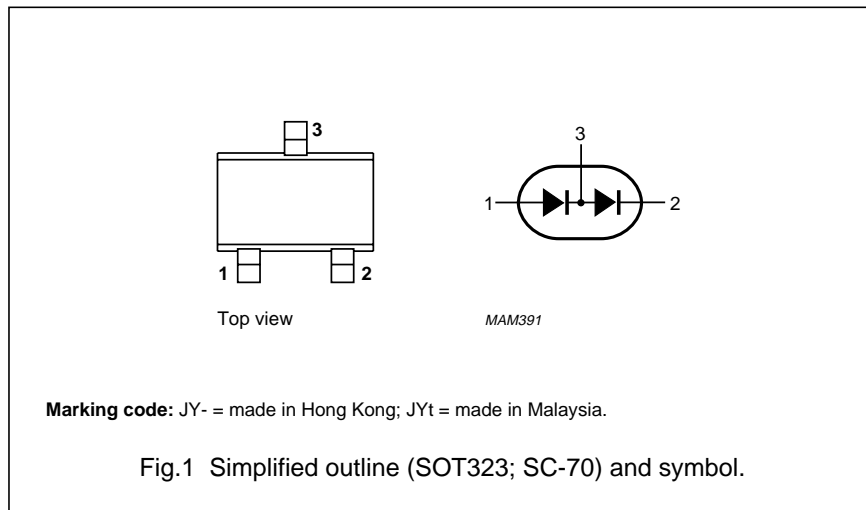 3
1
2
Top view
3
1
2
MAM391
Marking code: JY- = made in Hong Kong; JYt = made in Malaysia.
Fig.1 Simplified outline (SOT323; SC-70) and symbol.